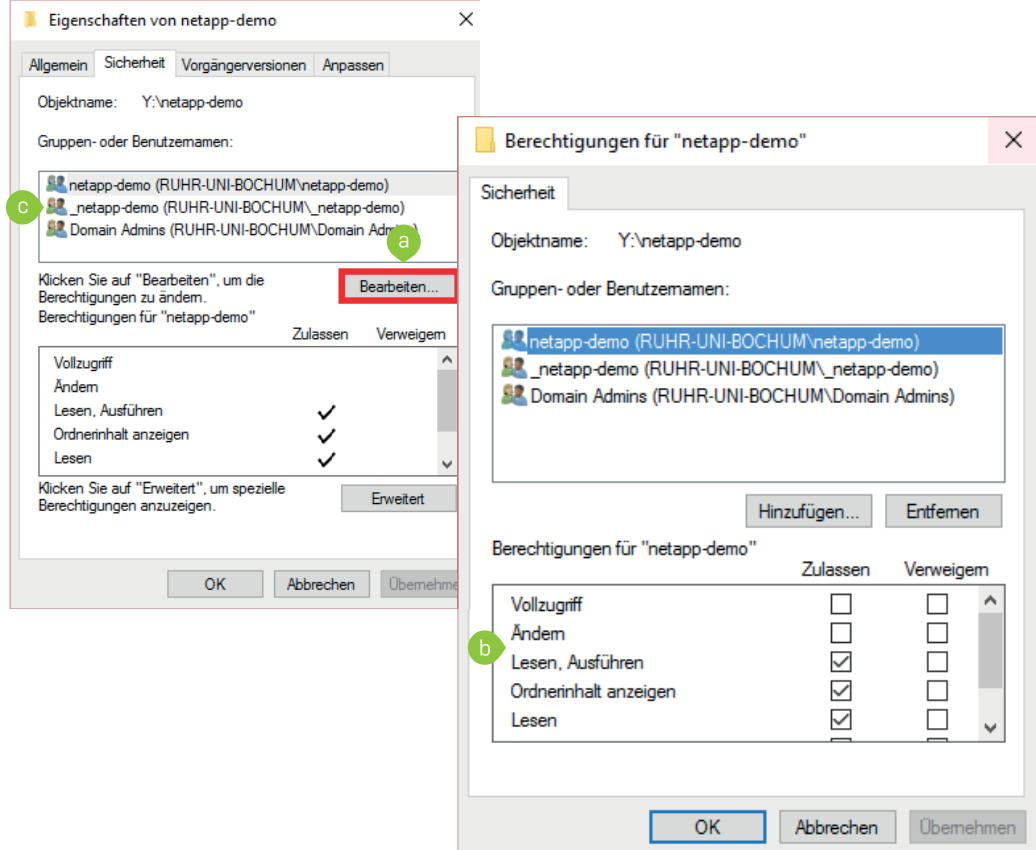 Eigenschaften von netapp-demo
Allgemein Sicherheit Vorgängerversionen Anpassen
Objektname: Y:\netapp-demo
Gruppen- oder Benutzernamen:
netapp-demo (RUHR-UNI-BOCHUM\netapp-demo)
c
_netapp-demo (RUHR-UNI-BOCHUM\_netapp-demo)
Domain Admins (RUHR-UNI-BOCHUM\Domain
a
Klicken Sie auf "Bearbeiten", um die
Berechtigungen zu ändern.
Bearbeiten...
Berechtigungen für "netapp-demo"
Zulassen Verweigern
Vollzugriff
Ändern
Lesen, Ausführen
Ordnerinhalt anzeigen
Lesen
Klicken Sie auf "Erweitert", um spezielle
Berechtigungen anzuzeigen.
Erweitert
OK Abbrechen Übernehme
Berechtigungen für "netapp-demo"
Sicherheit
Objektname: Y:\netapp-demo
Gruppen- oder Benutzernamen:
netapp-demo (RUHR-UNI-BOCHUM\netapp-demo)
_netapp-demo (RUHR-UNI-BOCHUM\_netapp-demo)
Domain Admins (RUHR-UNI-BOCHUM\Domain Admins)
Hinzufügen... Entfernen
Berechtigungen für "netapp-demo"
Zulassen Verweigern
Vollzugriff
Ändern
b
Lesen, Ausführen
Ordnerinhalt anzeigen
Lesen
OK Abbrechen Übernehmen